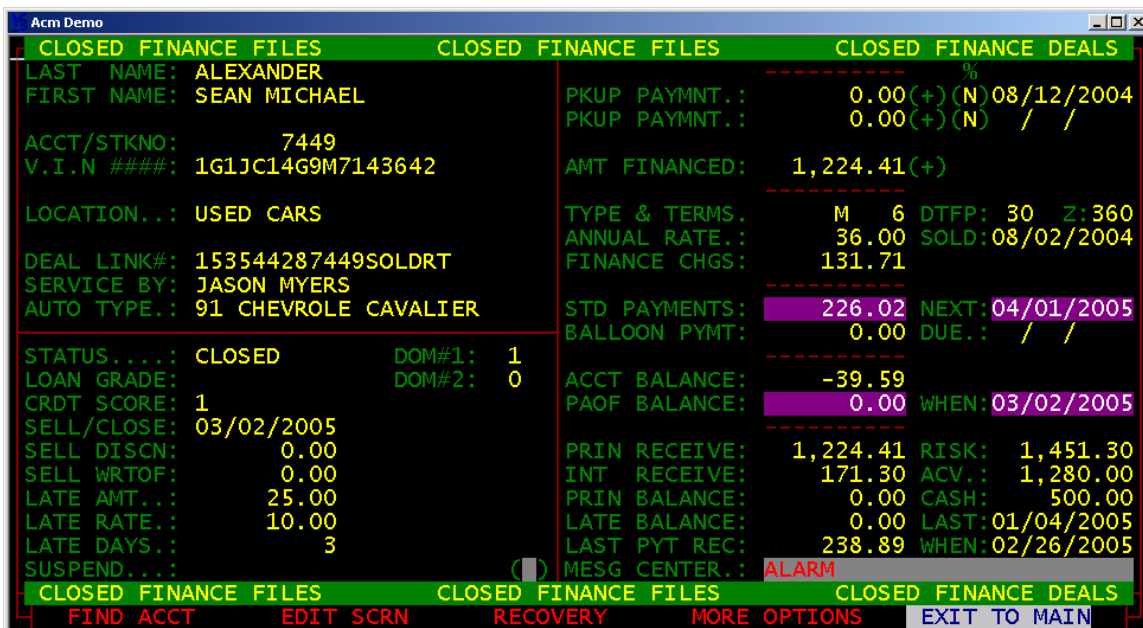 Acm Demo
CLOSED FINANCE FILES CLOSED FINANCE FILES CLOSED FINANCE DEALS
LAST NAME: ALEXANDER
FIRST NAME: SEAN MICHAEL
ACCT/STKNO: 7449
V.I.N ####: 1G1JC14G9M7143642
LOCATION..: USED CARS
DEAL LINK#: 153544287449SOLDRT
SERVICE BY: JASON MYERS
AUTO TYPE.: 91 CHEVROLE CAVALIER
STATUS....: CLOSED DOM#1: 1
LOAN GRADE: DOM#2: 0
CRDT SCORE: 1
SELL/CLOSE: 03/02/2005
SELL DISCN: 0.00
SELL WRTOF: 0.00
LATE AMT..: 25.00
LATE RATE.: 10.00
LATE DAYS.: 3
SUSPEND...: ( )
----------- %
PKUP PAYMNT.: 0.00(+)(N)08/12/2004
PKUP PAYMNT.: 0.00(+)(N) / /
AMT FINANCED: 1,224.41(+)
-----------
TYPE & TERMS. M 6 DTFP: 30 Z:360
ANNUAL RATE.: 36.00 SOLD:08/02/2004
FINANCE CHGS: 131.71
-----------
STD PAYMENTS: 226.02 NEXT:04/01/2005
BALLOON PYMT: 0.00 DUE.: / /
-----------
ACCT BALANCE: -39.59
PAOF BALANCE: 0.00 WHEN:03/02/2005
-----------
PRIN RECEIVE: 1,224.41 RISK: 1,451.30
INT RECEIVE: 171.30 ACV.: 1,280.00
PRIN BALANCE: 0.00 CASH: 500.00
LATE BALANCE: 0.00 LAST:01/04/2005
LAST PYT REC: 238.89 WHEN:02/26/2005
MESG CENTER.: ALARM
CLOSED FINANCE FILES CLOSED FINANCE FILES CLOSED FINANCE DEALS
FIND ACCT EDIT SCRN RECOVERY MORE OPTIONS EXIT TO MAIN